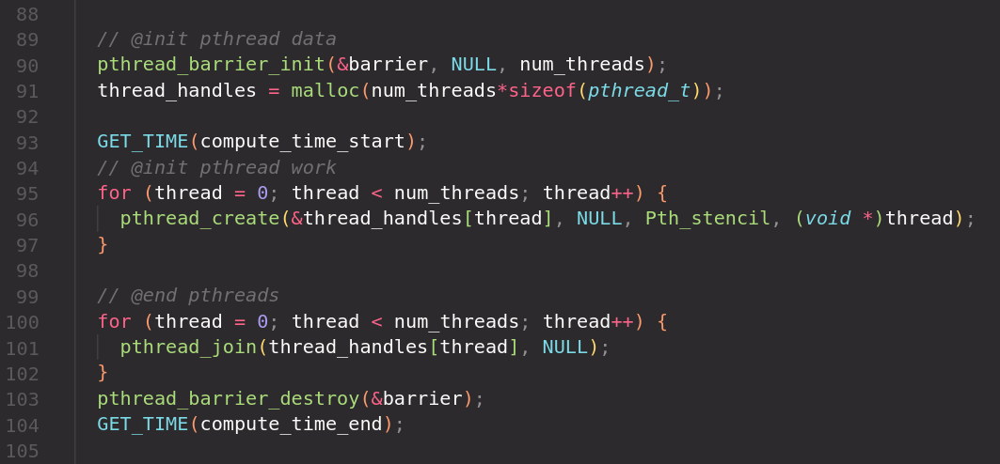 88
89 // @init pthread data
90 pthread_barrier_init(&barrier, NULL, num_threads);
91 thread_handles = malloc(num_threads*sizeof(pthread_t));
92
93 GET_TIME(compute_time_start);
94 // @init pthread work
95 for (thread = 0; thread < num_threads; thread++) {
96   pthread_create(&thread_handles[thread], NULL, Pth_stencil, (void *)thread);
97 }
98
99 // @end pthreads
100 for (thread = 0; thread < num_threads; thread++) {
101   pthread_join(thread_handles[thread], NULL);
102 }
103 pthread_barrier_destroy(&barrier);
104 GET_TIME(compute_time_end);
105